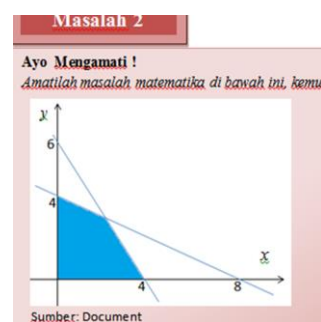 Masalah 2
Ayo Mengamati !
Amatilah masalah matematika di bawah ini, kemu
y
6
4
x
4
8
Sumber: Document